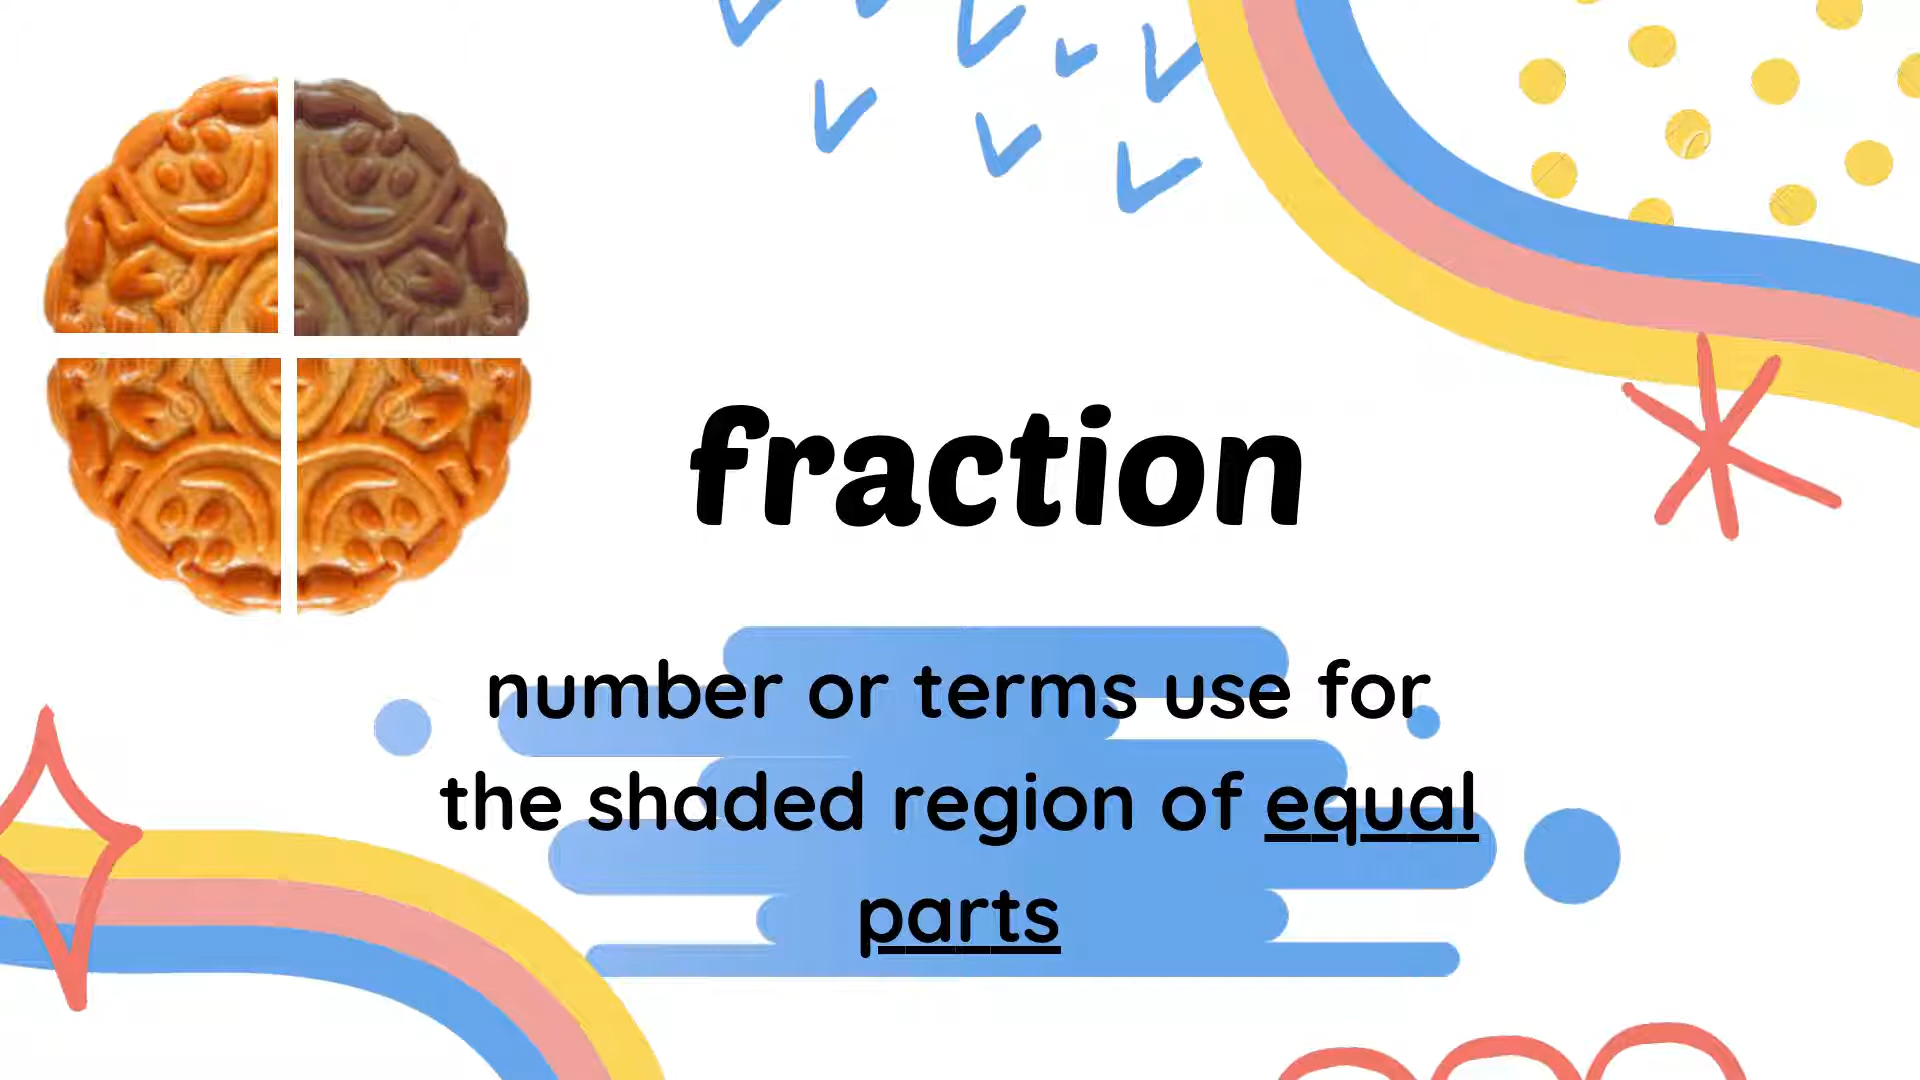 fraction
number or terms use for
the shaded region of equal
parts